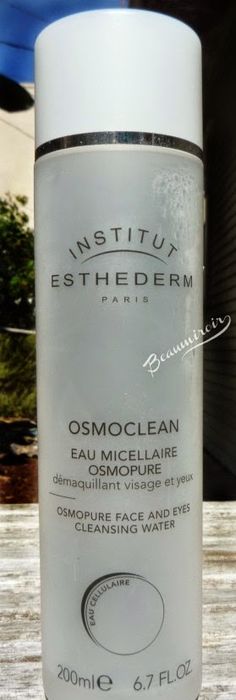 INSTITUT
ESTHEDERM
PARIS
Beaumiroir
OSMOCLEAN
EAU MICELLAIRE
OSMOPURE
démaquillant visage et yeux
OSMOPURE FACE AND EYES
CLEANSING WATER
EAU CELLULAIRE
200ml e 6,7 FL.OZ